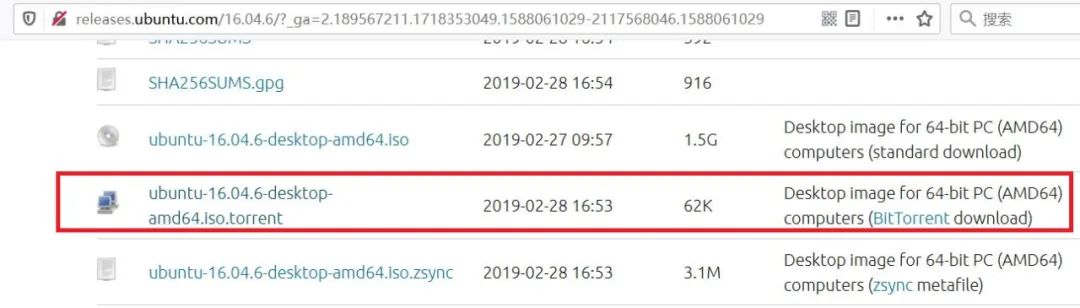 releases.ubuntu.com/16.04.6/?_ga=2.189567211.1718353049.1588061029-2117568046.1588061029
搜索
SHA256SUMS.gpg 2019-02-28 16:54 916
ubuntu-16.04.6-desktop-amd64.iso 2019-02-27 09:57 1.5G Desktop image for 64-bit PC (AMD64)
computers (standard download)
ubuntu-16.04.6-desktop-
amd64.iso.torrent 2019-02-28 16:53 62K Desktop image for 64-bit PC (AMD64)
computers (BitTorrent download)
ubuntu-16.04.6-desktop-amd64.iso.zsync 2019-02-28 16:53 3.1M Desktop image for 64-bit PC (AMD64)
computers (zsync metafile)